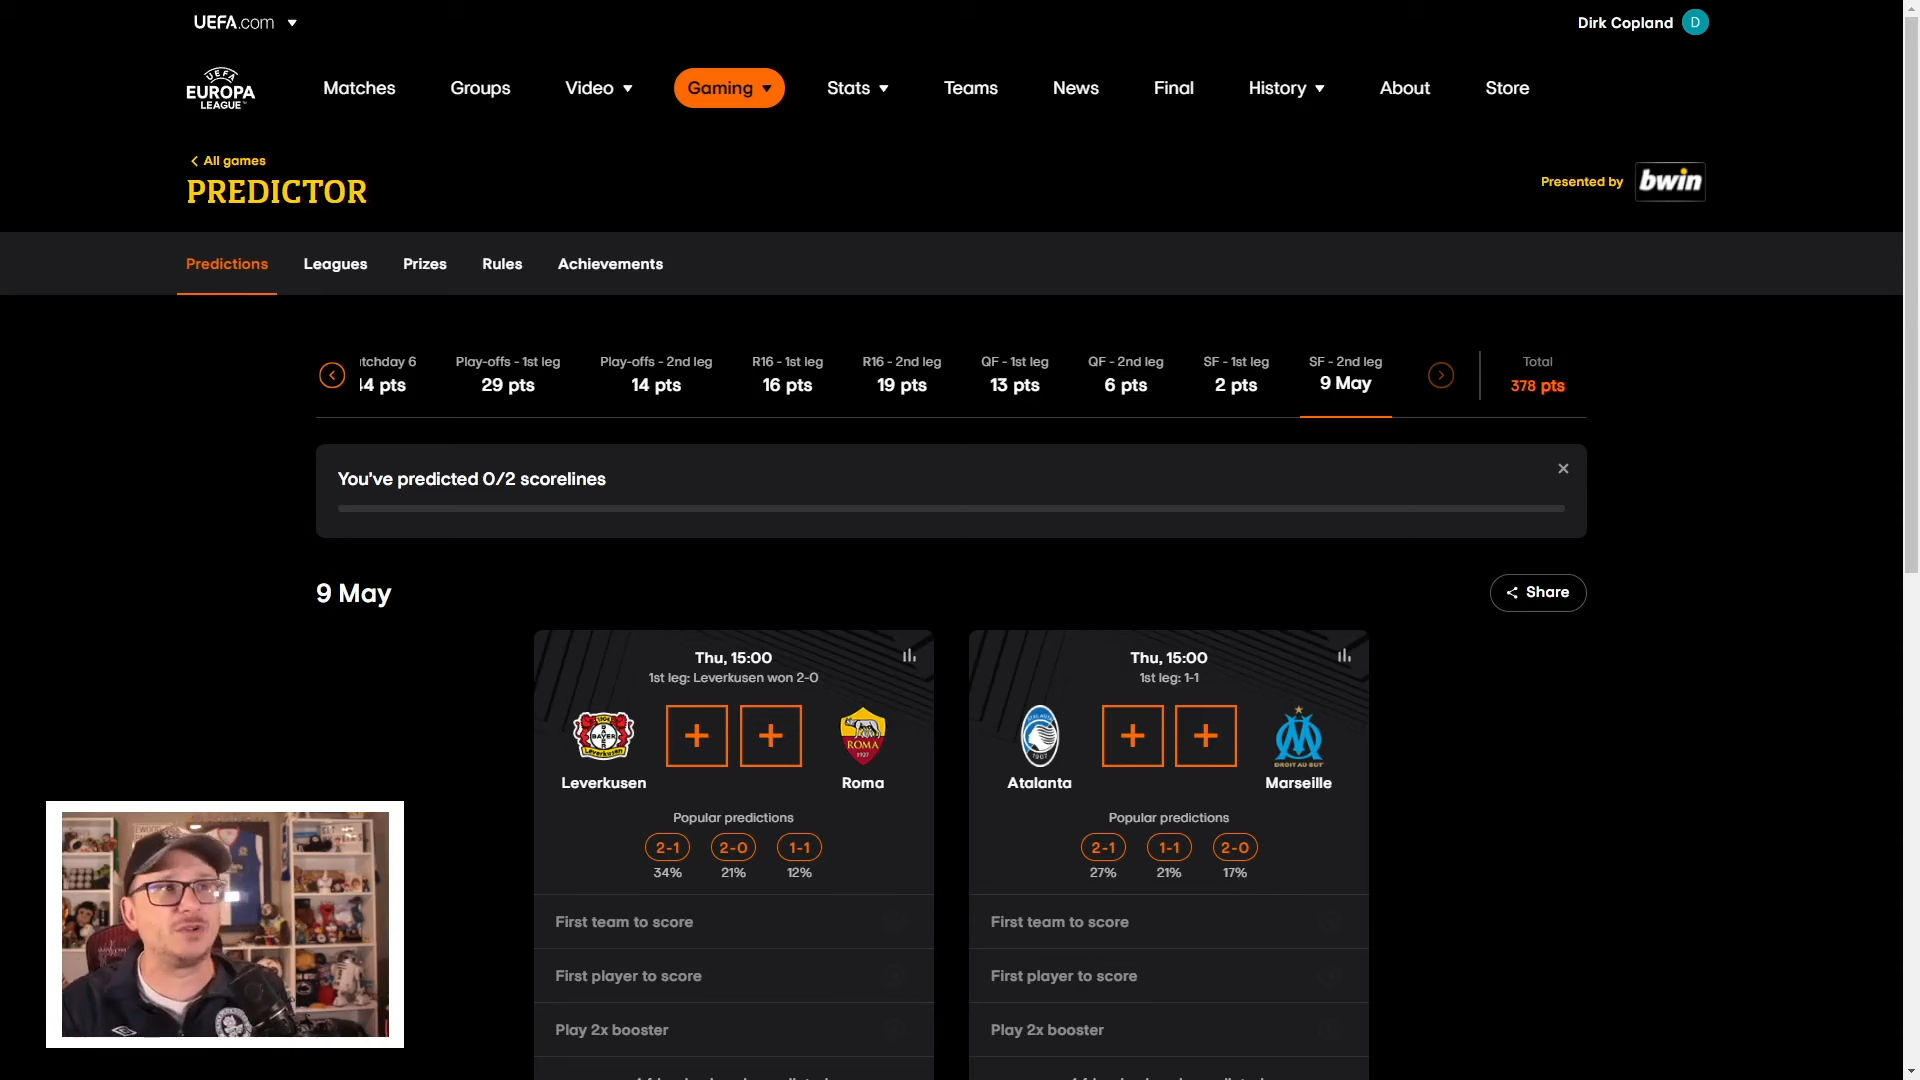 UEFA.com
Dirk Copland D
UEFA
EUROPA
LEAGUE
Matches Groups Video Gaming Stats Teams News Final History About Store
All games
PREDICTOR
Presented by bwin
Predictions Leagues Prizes Rules Achievements
tchday 6 Play-offs - 1st leg Play-offs - 2nd leg R16 - 1st leg R16 - 2nd leg QF - 1st leg QF - 2nd leg SF - 1st leg SF - 2nd leg Total
44 pts 29 pts 14 pts 16 pts 19 pts 13 pts 6 pts 2 pts 9 May 378 pts
You've predicted 0/2 scorelines
9 May
Share
Thu, 15:00
1st leg: Leverkusen won 2-0
Leverkusen
ROMA
1927
Roma
Popular predictions
2-1 2-0 1-1
34% 21% 12%
First team to score
First player to score
Play 2x booster
Thu, 15:00
1st leg: 1-1
Atalanta
DROIT AU BUT
Marseille
Popular predictions
2-1 1-1 2-0
27% 21% 17%
First team to score
First player to score
Play 2x booster